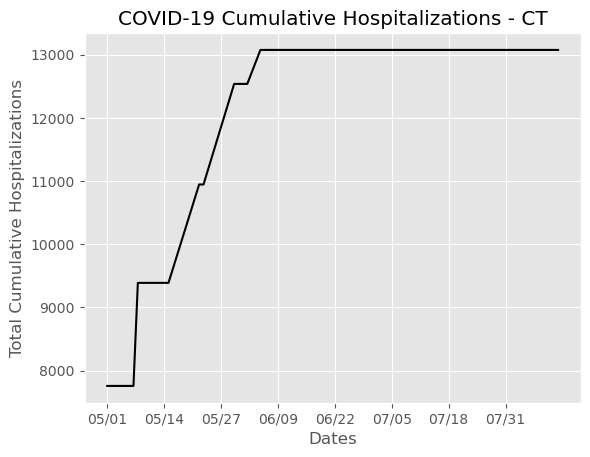 COVID-19 Cumulative Hospitalizations - CT
Total Cumulative Hospitalizations
13000
12000
11000
10000
9000
8000
05/01 05/14 05/27 06/09 06/22 07/05 07/18 07/31
Dates